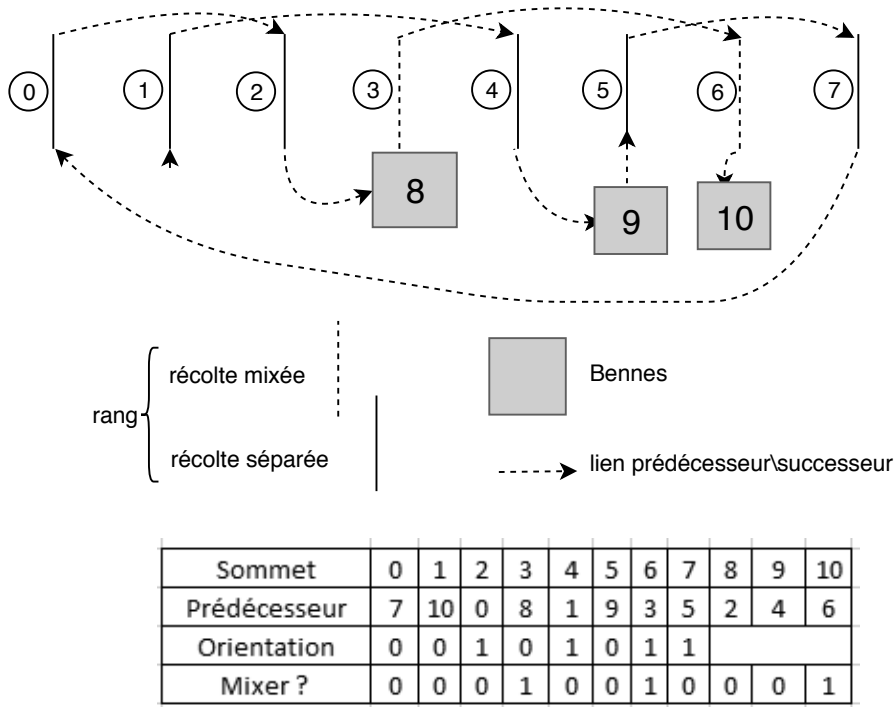 0 1 2 3 4 5 6 7
8 9 10
récolte mixée
Bennes
rang
récolte séparée
lien prédécesseur\successeur
Sommet 0 1 2 3 4 5 6 7 8 9 10
Prédécesseur 7 10 0 8 1 9 3 5 2 4 6
Orientation 0 0 1 0 1 0 1 1
Mixer ? 0 0 0 1 0 0 1 0 0 0 1